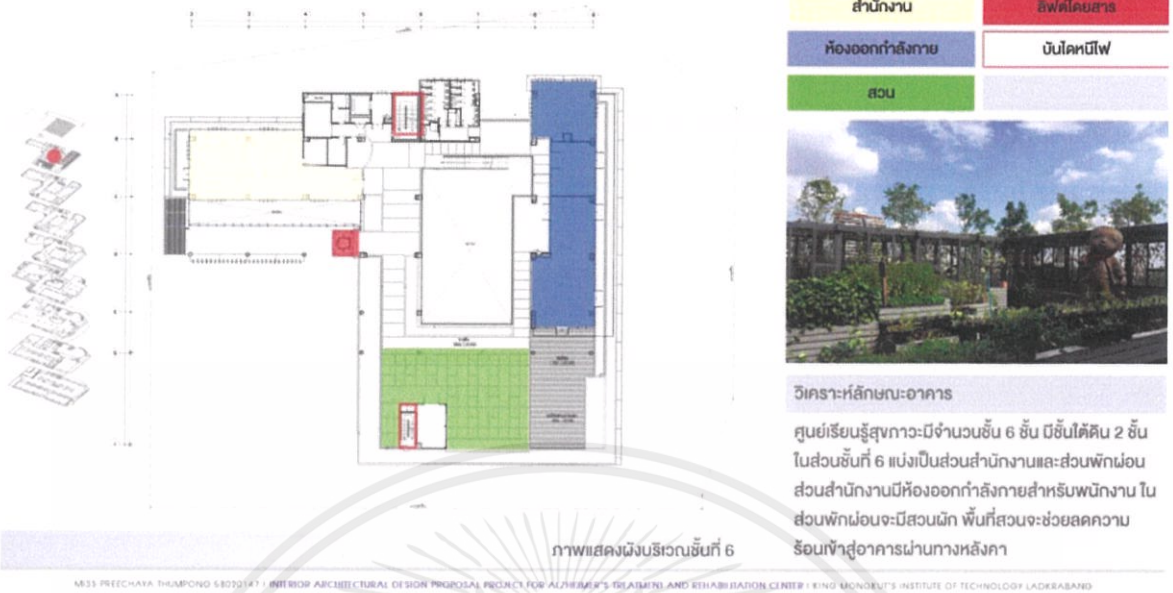 สำนักงาน
ลิฟต์โดยสาร
ห้องออกกำลังกาย
บันไดหนีไฟ
สวน
วิเคราะห์ลักษณะอาคาร
ศูนย์เรียนรู้สุขภาวะมีจำนวนชั้น 6 ชั้น มีชั้นใต้ดิน 2 ชั้น
ในส่วนชั้นที่ 6 แบ่งเป็นส่วนสำนักงานและส่วนพักผ่อน
ส่วนสำนักงานมีห้องออกกำลังกายสำหรับพนักงาน ใน
ส่วนพักผ่อนจะมีสวนผัก พื้นที่สวนจะช่วยลดความ
ร้อนเข้าสู่อาคารผ่านทางหลังคา
ภาพแสดงผังบริเวณชั้นที่ 6
MISS PREECHAYA THUMPONG 58020147 | INTERIOR ARCHITECTURAL DESIGN PROPOSAL PROJECT FOR ALZHEIMER'S TREATMENT AND REHABILITATION CENTER | KING MONGKUT'S INSTITUTE OF TECHNOLOGY LADKRABANG